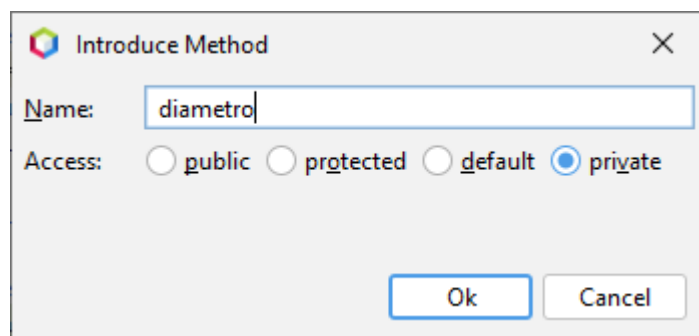 Introduce Method
Name: diametro
Access: public protected default private
Ok Cancel